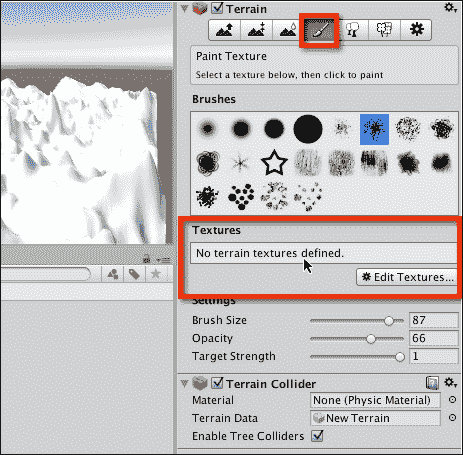 Terrain
Paint Texture
Select a texture below, then click to paint
Brushes
Textures
No terrain textures defined.
Edit Textures...
Settings
Brush Size 87
Opacity 66
Target Strength 1
Terrain Collider
Material None (Physic Material)
Terrain Data New Terrain
Enable Tree Colliders